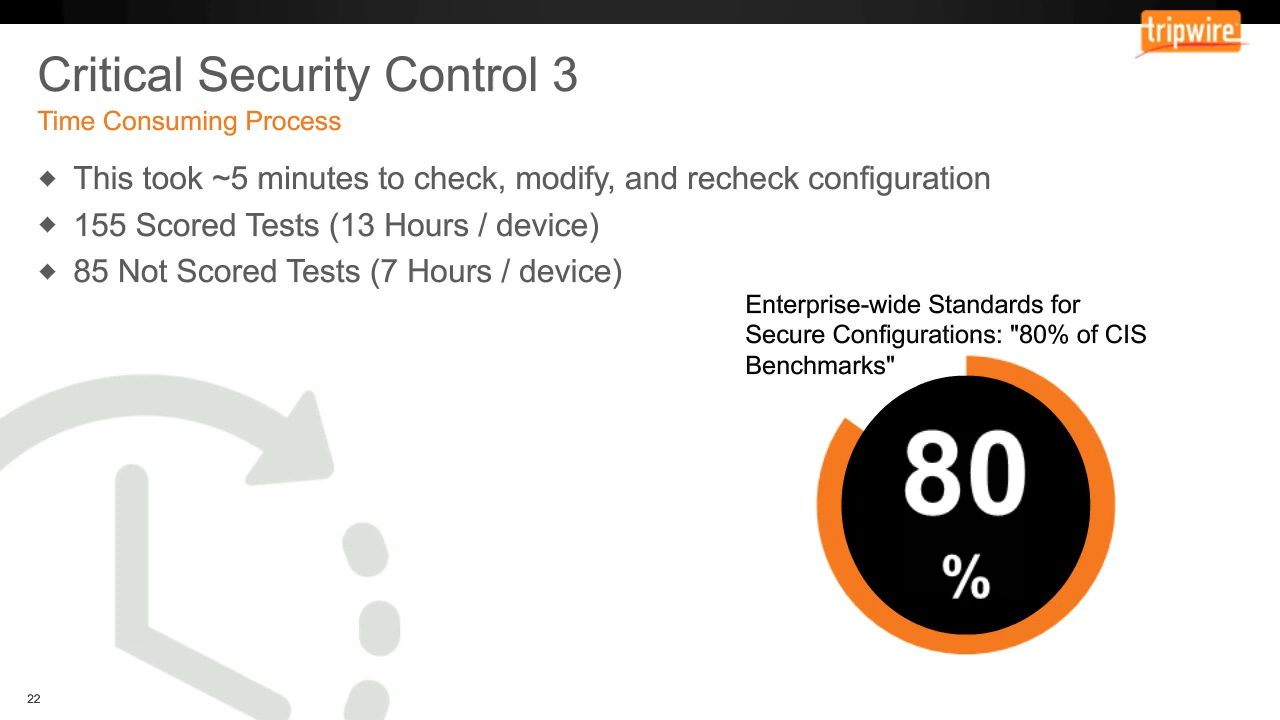 tripwire
Critical Security Control 3
Time Consuming Process
This took ~5 minutes to check, modify, and recheck configuration
155 Scored Tests (13 Hours / device)
85 Not Scored Tests (7 Hours / device)
Enterprise-wide Standards for
Secure Configurations: "80% of CIS
Benchmarks"
80
%
22